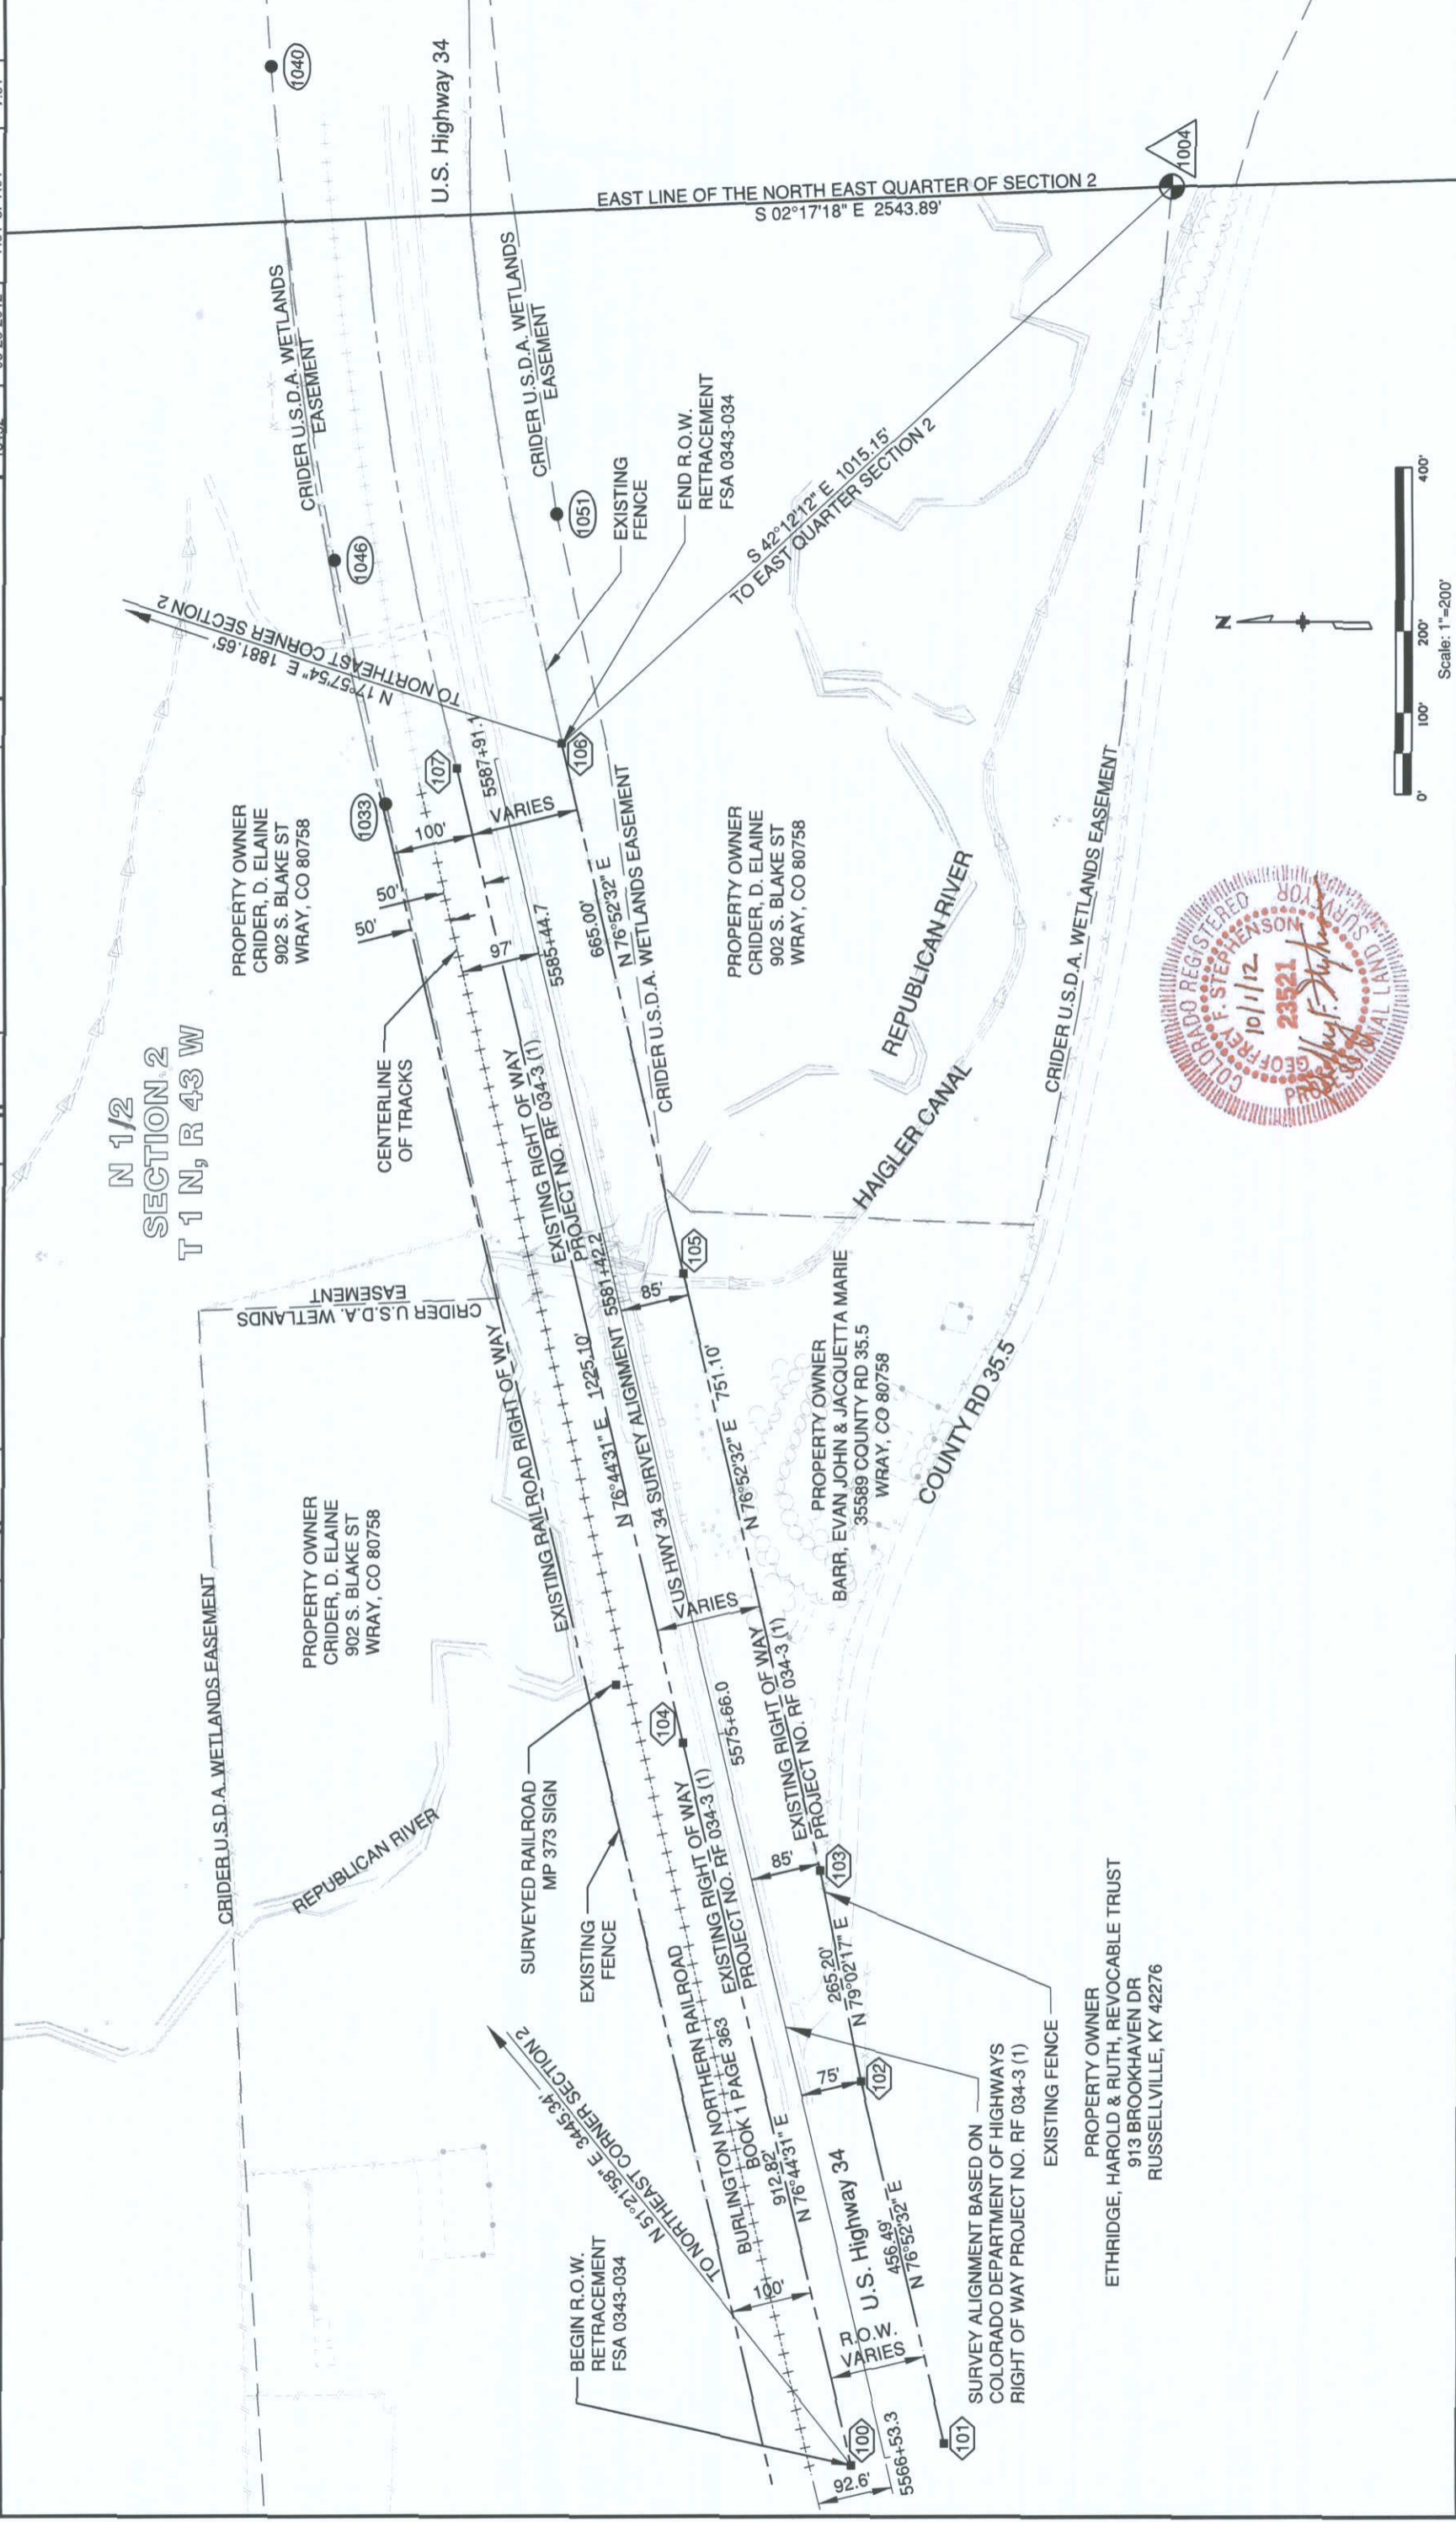 N 1/2
SECTION 2
T 1 N, R 43 W
CRIDER U.S.D.A. WETLANDS EASEMENT
REPUBLICAN RIVER
PROPERTY OWNER
CRIDER, D. ELAINE
902 S. BLAKE ST
WRAY, CO 80758
CRIDER U.S.D.A. WETLANDS
EASEMENT
PROPERTY OWNER
CRIDER, D. ELAINE
902 S. BLAKE ST
WRAY, CO 80758
CRIDER U.S.D.A. WETLANDS
EASEMENT
1040
U.S. Highway 34
1046
1033
N 17°57'54" E 1881.65'
TO NORTHEAST CORNER SECTION 2
CRIDER U.S.D.A. WETLANDS
EASEMENT
1051
EXISTING
FENCE
END R.O.W.
RETRACEMENT
FSA 0343-034
EAST LINE OF THE NORTH EAST QUARTER OF SECTION 2
S 02°17'18" E 2543.89'
1004
S 42°12'12" E 1015.15'
TO EAST QUARTER SECTION 2
CENTERLINE
OF TRACKS
50'
50'
100'
107
5587+91.1
VARIES
106
97'
5585+44.7
665.00'
N 76°52'32" E
CRIDER U.S.D.A. WETLANDS EASEMENT
EXISTING RIGHT OF WAY
PROJECT NO. RF 034-3 (1)
EXISTING RAILROAD RIGHT OF WAY
N 76°44'31" E 1225.10'
US HWY 34 SURVEY ALIGNMENT 5581+42.2
85'
105
N 76°52'32" E 751.10'
VARIES
SURVEYED RAILROAD
MP 373 SIGN
EXISTING
FENCE
104
5575+66.0
EXISTING RIGHT OF WAY
PROJECT NO. RF 034-3 (1)
EXISTING RIGHT OF WAY
PROJECT NO. RF 034-3 (1)
85'
103
BURLINGTON NORTHERN RAILROAD
BOOK 1 PAGE 363
N 51°21'58" E 3445.34'
TO NORTHEAST CORNER SECTION 2
BEGIN R.O.W.
RETRACEMENT
FSA 0343-034
912.82'
N 76°44'31" E
100'
75'
265.20'
N 79°02'17" E
102
U.S. Highway 34
456.49'
N 76°52'32" E
R.O.W.
VARIES
100
92.6'
5566+53.3
101
SURVEY ALIGNMENT BASED ON
COLORADO DEPARTMENT OF HIGHWAYS
RIGHT OF WAY PROJECT NO. RF 034-3 (1)
EXISTING FENCE
PROPERTY OWNER
ETHRIDGE, HAROLD & RUTH, REVOCABLE TRUST
913 BROOKHAVEN DR
RUSSELLVILLE, KY 42276
PROPERTY OWNER
BARR, EVAN JOHN & JACQUETTA MARIE
35589 COUNTY RD 35.5
WRAY, CO 80758
COUNTY RD 35.5
HAIGLER CANAL
REPUBLICAN RIVER
PROPERTY OWNER
CRIDER, D. ELAINE
902 S. BLAKE ST
WRAY, CO 80758
CRIDER U.S.D.A. WETLANDS EASEMENT
COLORADO REGISTERED
GEOFFREY F. STEPHENSON
10/1/12
23521
LAND SURVEYOR
N
0' 100' 200' 400'
Scale: 1"=200'